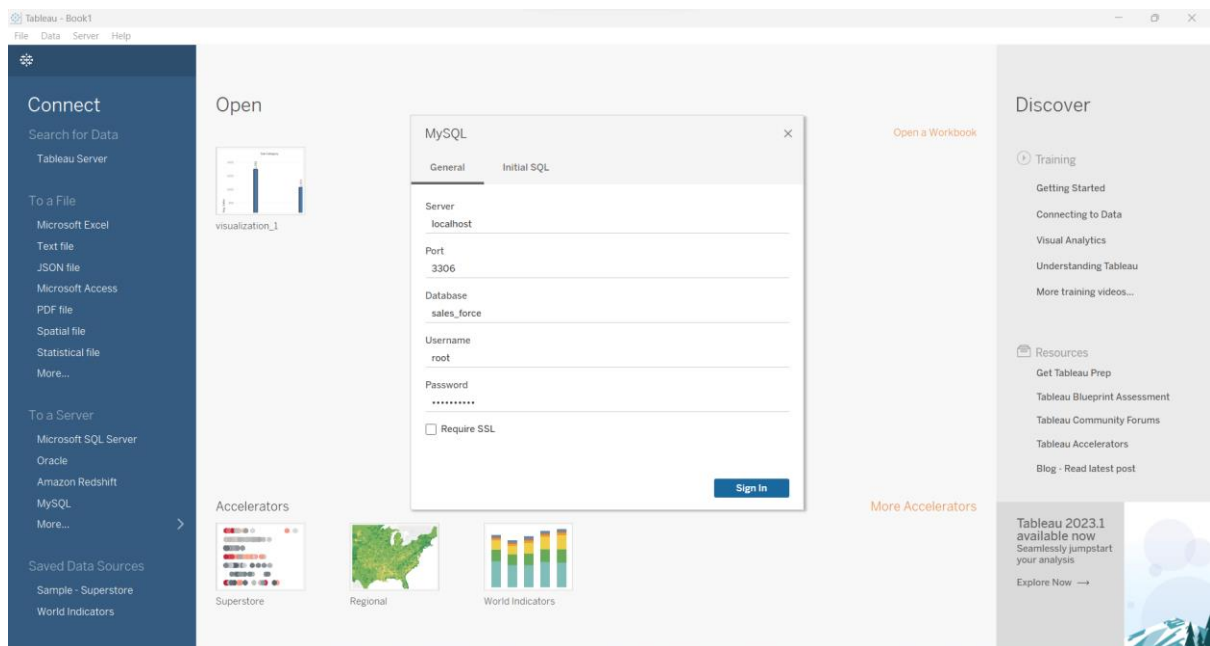 Tableau - Book1
File Data Server Help
Connect
Search for Data
Tableau Server
To a File
Microsoft Excel
Text file
JSON file
Microsoft Access
PDF file
Spatial file
Statistical file
More...
To a Server
Microsoft SQL Server
Oracle
Amazon Redshift
MySQL
More...
Saved Data Sources
Sample - Superstore
World Indicators
Open
Open a Workbook
visualization_1
MySQL
General Initial SQL
Server
localhost
Port
3306
Database
sales_force
Username
root
Password
••••••••••
Require SSL
Sign In
Accelerators
More Accelerators
Superstore
Regional
World Indicators
Discover
Training
Getting Started
Connecting to Data
Visual Analytics
Understanding Tableau
More training videos...
Resources
Get Tableau Prep
Tableau Blueprint Assessment
Tableau Community Forums
Tableau Accelerators
Blog - Read latest post
Tableau 2023.1
available now
Seamlessly jumpstart
your analysis
Explore Now →